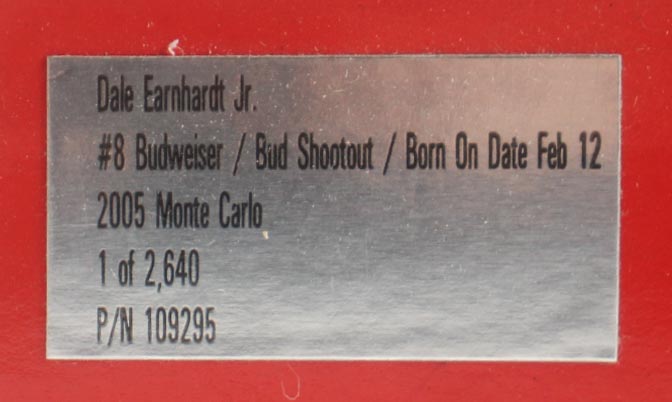 Dale Earnhardt Jr.
#8 Budweiser / Bud Shootout / Born On Date Feb 12
2005 Monte Carlo
1 of 2,640
P/N 109295